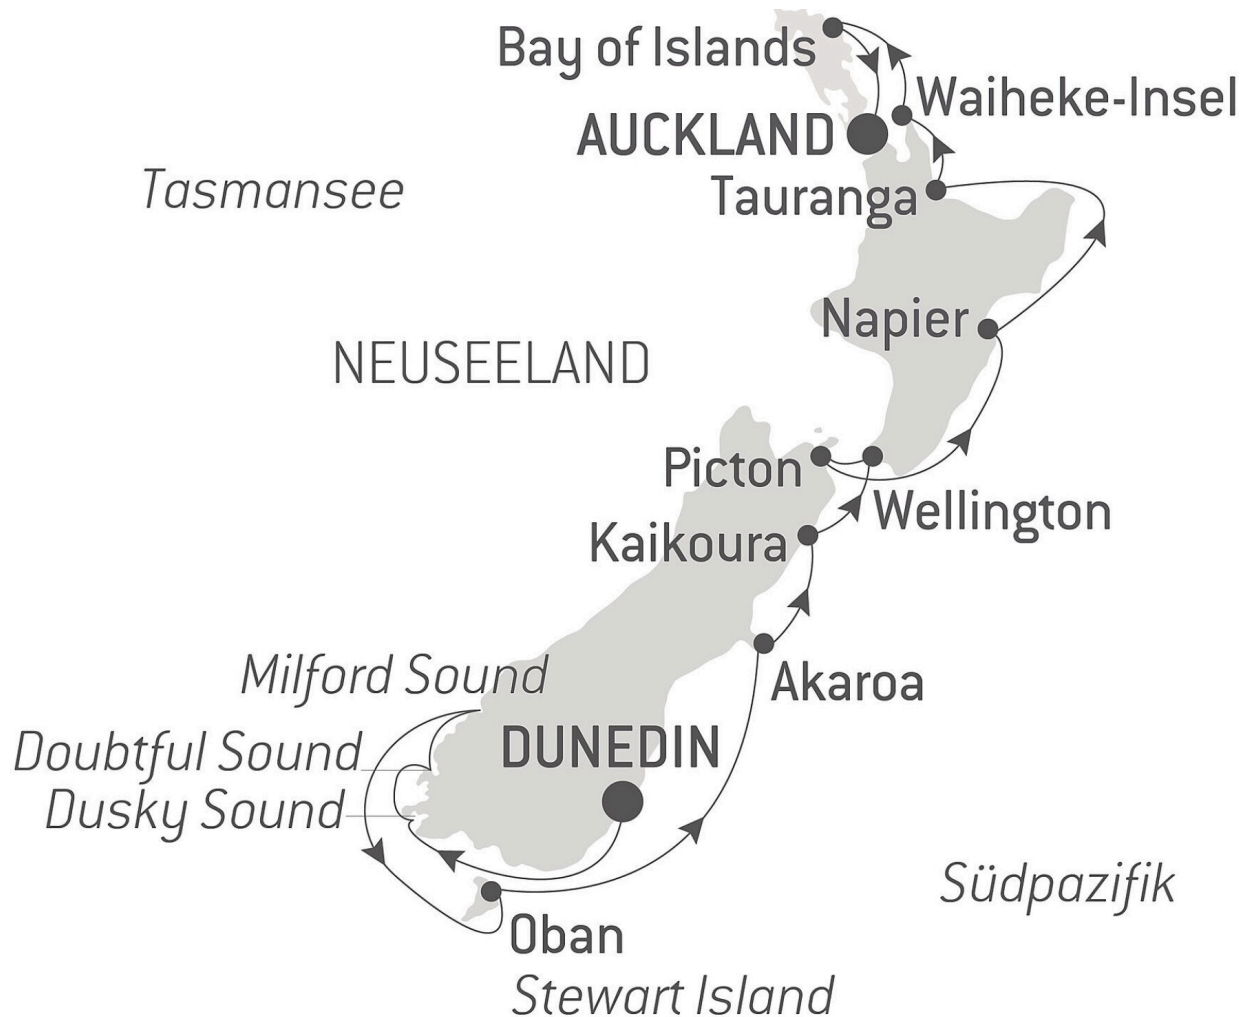 Bay of Islands
Waiheke-Insel
AUCKLAND
Tasmansee
Tauranga
Napier
NEUSEELAND
Picton
Wellington
Kaikoura
Milford Sound
Akaroa
DUNEDIN
Doubtful Sound
Dusky Sound
Südpazifik
Oban
Stewart Island